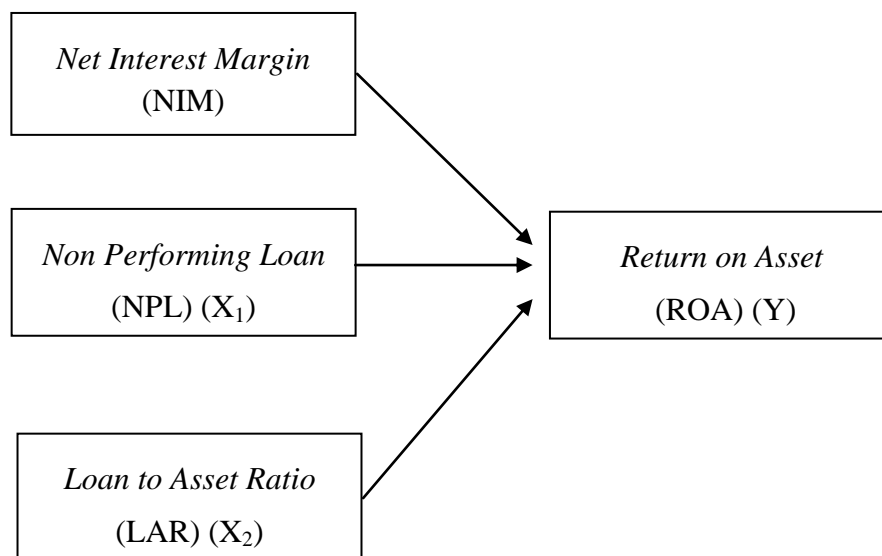 Net Interest Margin
(NIM)
Non Performing Loan
(NPL) (X₁)
Return on Asset
(ROA) (Y)
Loan to Asset Ratio
(LAR) (X₂)